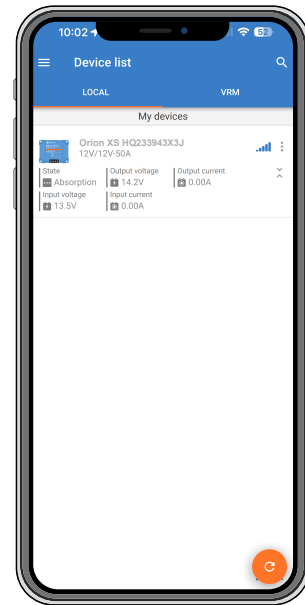 10:02
52
Device list
LOCAL VRM
My devices
Orion XS HQ233943X3J
12V/12V-50A
State Output voltage Output current
Absorption 14.2V 0.00A
Input voltage Input current
13.5V 0.00A